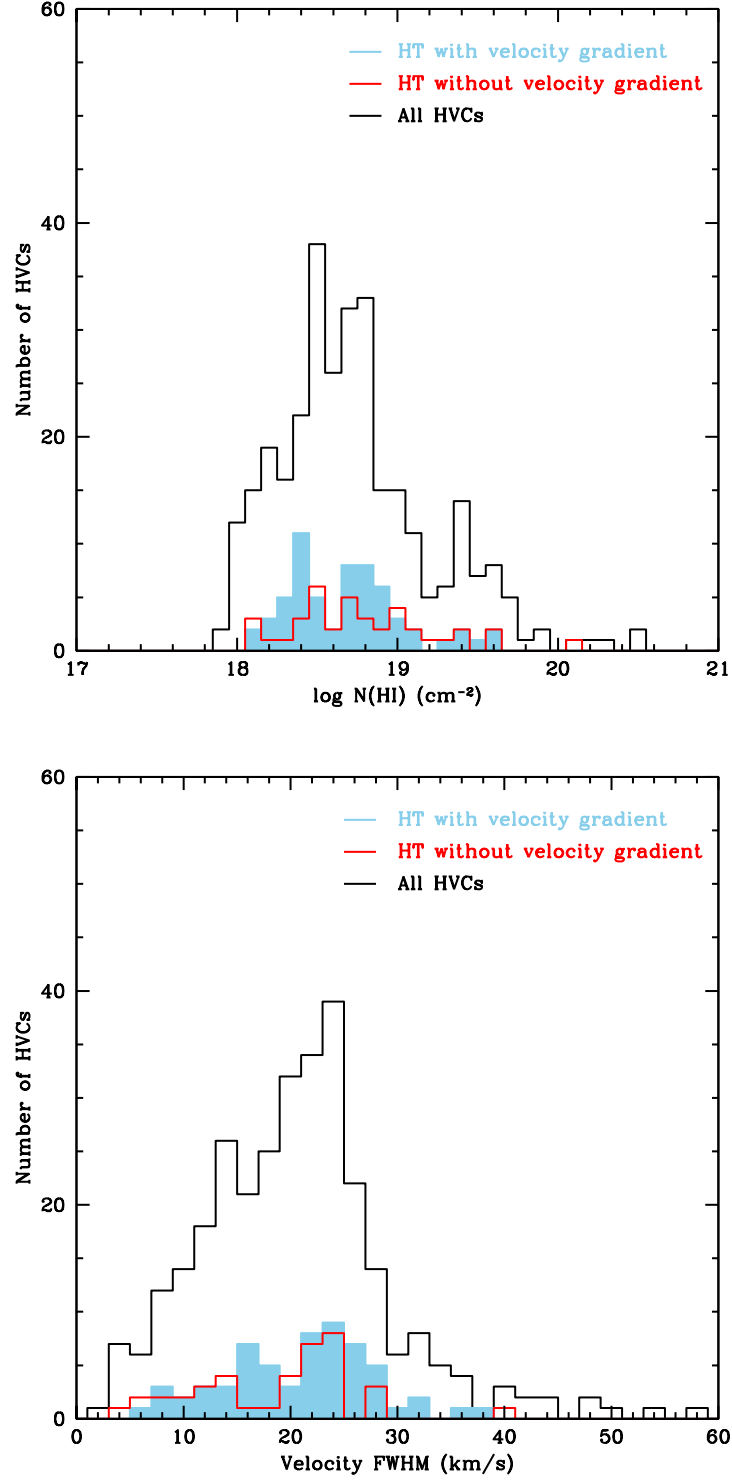 60
HT with velocity gradient
HT without velocity gradient
All HVCs
40
Number of HVCs
20
0
17 18 19 20 21
log N(HI) (cm⁻²)
60
HT with velocity gradient
HT without velocity gradient
All HVCs
40
Number of HVCs
20
0
0 10 20 30 40 50 60
Velocity FWHM (km/s)